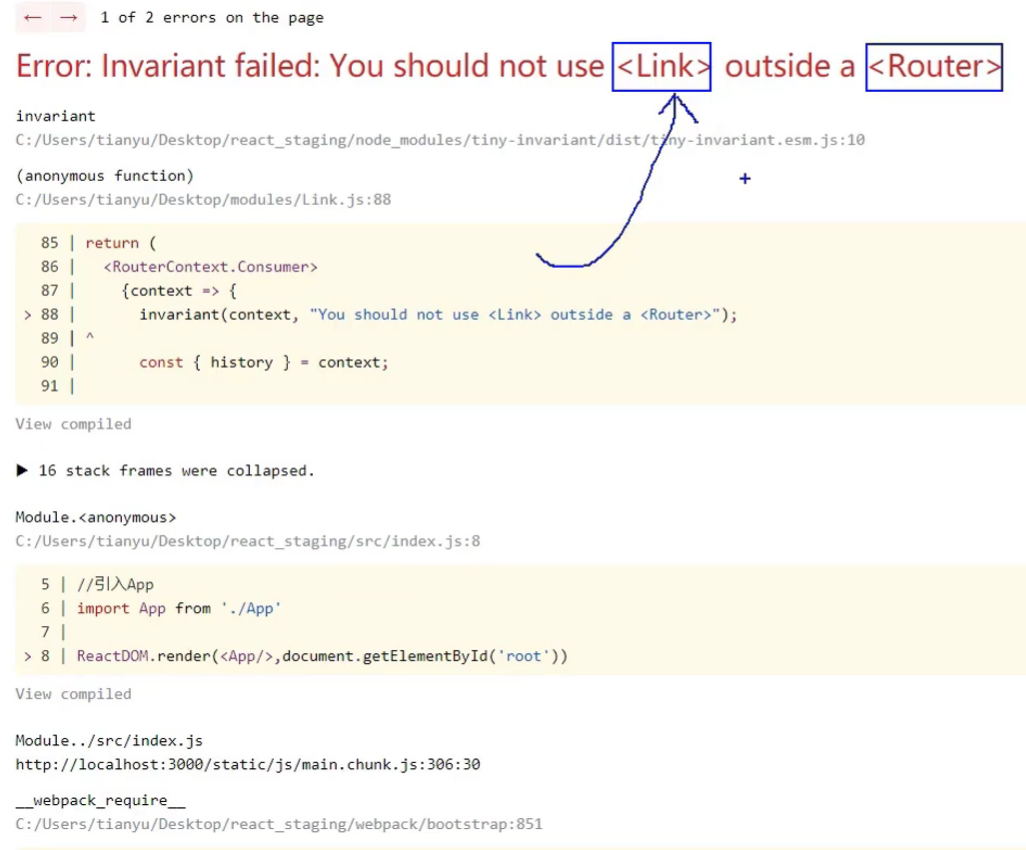 ← → 1 of 2 errors on the page
Error: Invariant failed: You should not use <Link> outside a <Router>
invariant
C:/Users/tianyu/Desktop/react_staging/node_modules/tiny-invariant/dist/tiny-invariant.esm.js:10
(anonymous function)
C:/Users/tianyu/Desktop/modules/Link.js:88
85 | return (
86 |   <RouterContext.Consumer>
87 |     {context => {
> 88 |       invariant(context, "You should not use <Link> outside a <Router>");
89 | ^
90 |       const { history } = context;
91 |
View compiled
▶ 16 stack frames were collapsed.
Module.<anonymous>
C:/Users/tianyu/Desktop/react_staging/src/index.js:8
5 | //引入App
6 | import App from './App'
7 |
> 8 | ReactDOM.render(<App/>,document.getElementById('root'))
View compiled
Module../src/index.js
http://localhost:3000/static/js/main.chunk.js:306:30
__webpack_require__
C:/Users/tianyu/Desktop/react_staging/webpack/bootstrap:851